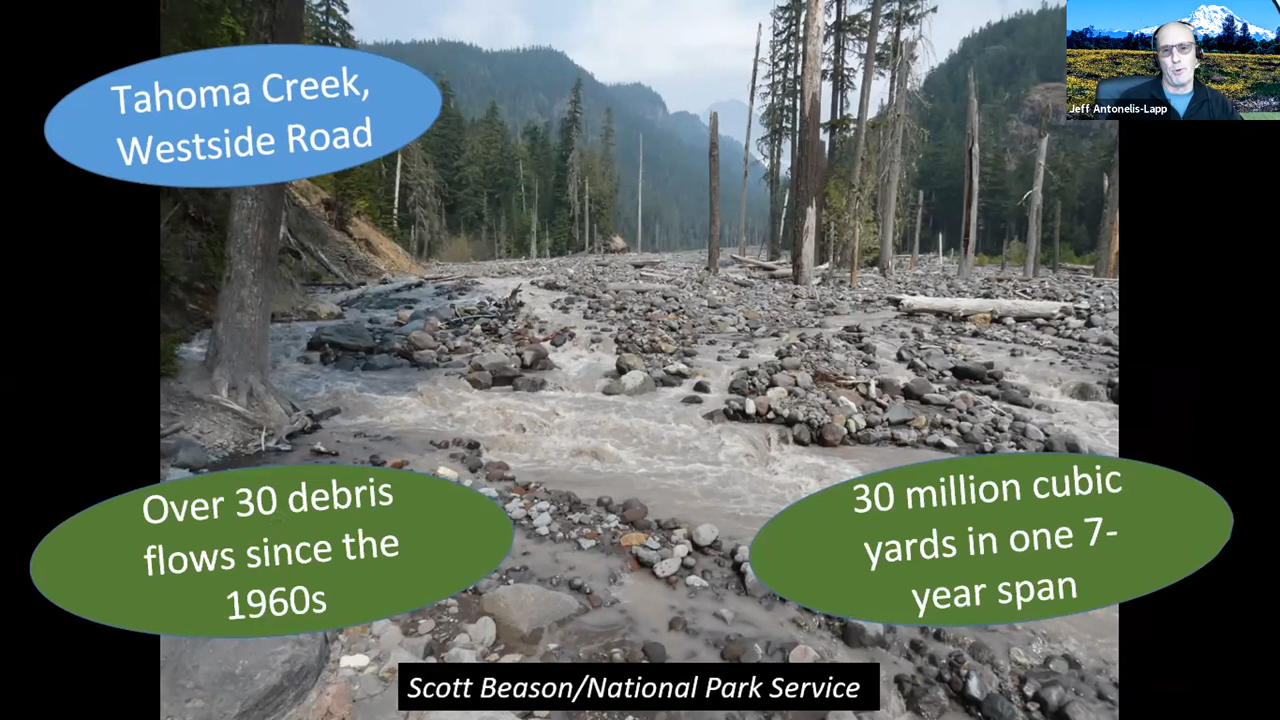 Tahoma Creek,
Westside Road
Jeff Antonelis-Lapp
Over 30 debris
flows since the
1960s
30 million cubic
yards in one 7-
year span
Scott Beason/National Park Service